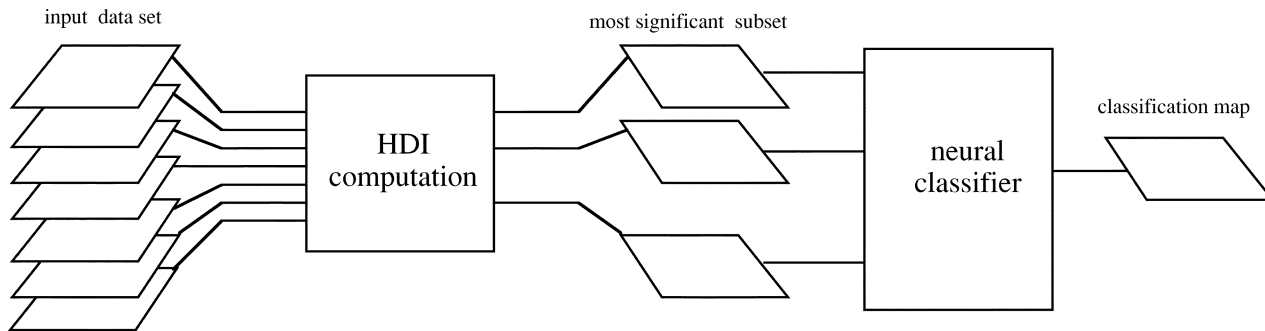 input data set
most significant subset
classification map
HDI
computation
neural
classifier